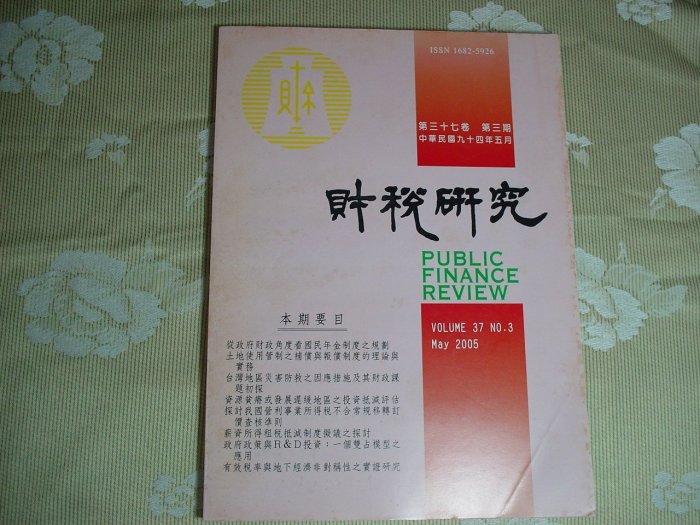 財
ISSN 1682-5926
第三十七卷 第三期
中華民國九十四年五月
財稅研究
PUBLIC
FINANCE
REVIEW
VOLUME 37 NO.3
May 2005
本期要目
從政府財政角度看國民年金制度之規劃
土地使用管制之補償與報償制度的理論與
實務
台灣地區災害防救之因應措施及其財政課
題初探
資源貧瘠或發展遲緩地區之投資抵減評估
探討我國營利事業所得稅不合常規移轉訂
價查核準則
薪資所得租稅抵減制度擬議之探討
政府政策與R&D投資：一個雙占模型之
應用
有效稅率與地下經濟非對稱性之實證研究